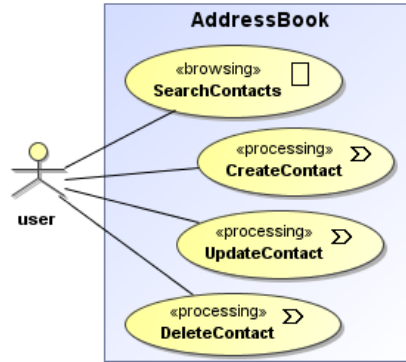 AddressBook
«browsing»
SearchContacts
«processing»
CreateContact
user
«processing»
UpdateContact
«processing»
DeleteContact